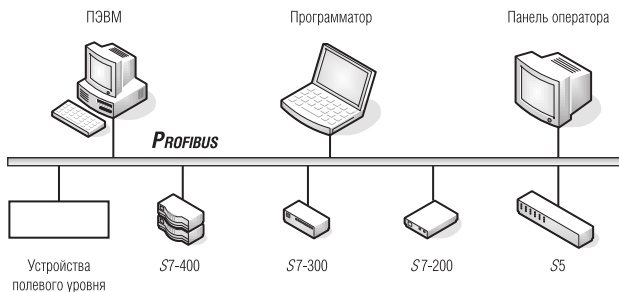 ПЭВМ
Программатор
Панель оператора
PROFIBUS
Устройства
полевого уровня
S7-400
S7-300
S7-200
S5